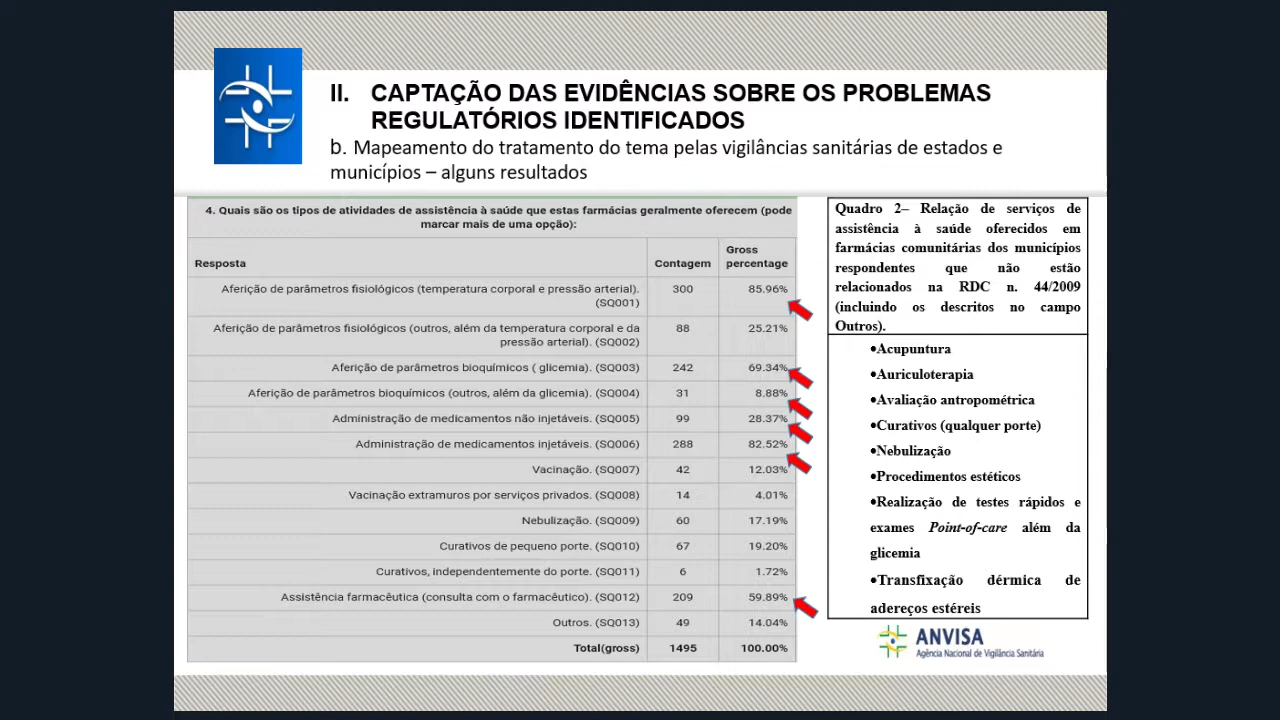 II. CAPTAÇÃO DAS EVIDÊNCIAS SOBRE OS PROBLEMAS
REGULATÓRIOS IDENTIFICADOS
b. Mapeamento do tratamento do tema pelas vigilâncias sanitárias de estados e
municípios – alguns resultados
4. Quais são os tipos de atividades de assistência à saúde que estas farmácias geralmente oferecem (pode
marcar mais de uma opção):
Resposta Contagem Gross percentage
Aferição de parâmetros fisiológicos (temperatura corporal e pressão arterial). 300 85.96%
(SQ001)
Aferição de parâmetros fisiológicos (outros, além da temperatura corporal e da 88 25.21%
pressão arterial). (SQ002)
Aferição de parâmetros bioquímicos ( glicemia). (SQ003) 242 69.34%
Aferição de parâmetros bioquímicos (outros, além da glicemia). (SQ004) 31 8.88%
Administração de medicamentos não injetáveis. (SQ005) 99 28.37%
Administração de medicamentos injetáveis. (SQ006) 288 82.52%
Vacinação. (SQ007) 42 12.03%
Vacinação extramuros por serviços privados. (SQ008) 14 4.01%
Nebulização. (SQ009) 60 17.19%
Curativos de pequeno porte. (SQ010) 67 19.20%
Curativos, independentemente do porte. (SQ011) 6 1.72%
Assistência farmacêutica (consulta com o farmacêutico). (SQ012) 209 59.89%
Outros. (SQ013) 49 14.04%
Total(gross) 1495 100.00%
Quadro 2– Relação de serviços de
assistência à saúde oferecidos em
farmácias comunitárias dos municípios
respondentes que não estão
relacionados na RDC n. 44/2009
(incluindo os descritos no campo
Outros).
•Acupuntura
•Auriculoterapia
•Avaliação antropométrica
•Curativos (qualquer porte)
•Nebulização
•Procedimentos estéticos
•Realização de testes rápidos e
exames Point-of-care além da
glicemia
•Transfixação dérmica de
adereços estéreis
ANVISA
Agência Nacional de Vigilância Sanitária